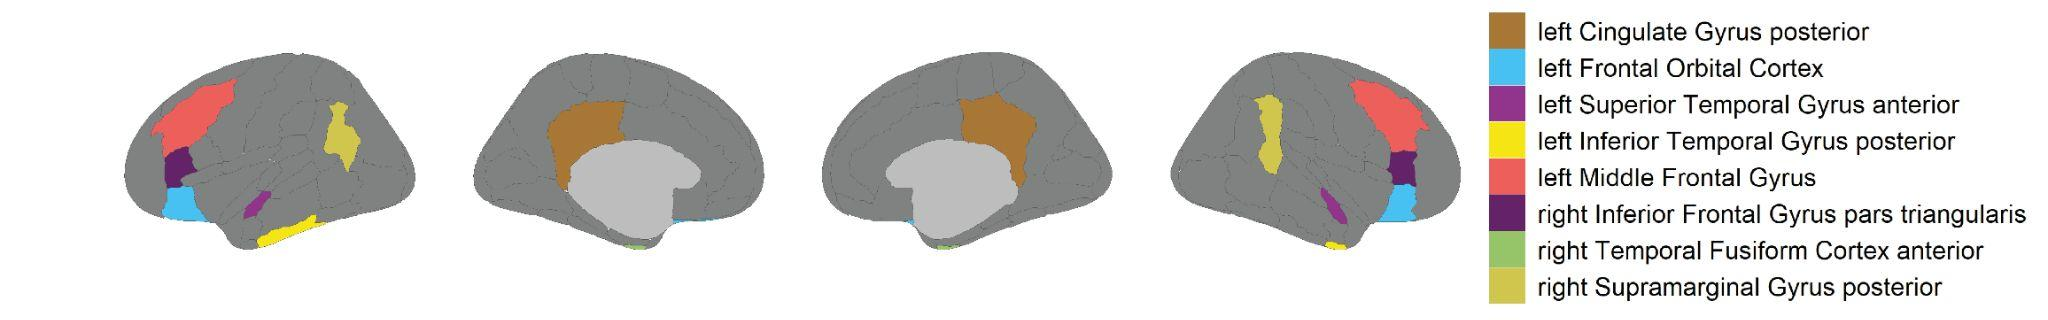 left Cingulate Gyrus posterior
left Frontal Orbital Cortex
left Superior Temporal Gyrus anterior
left Inferior Temporal Gyrus posterior
left Middle Frontal Gyrus
right Inferior Frontal Gyrus pars triangularis
right Temporal Fusiform Cortex anterior
right Supramarginal Gyrus posterior